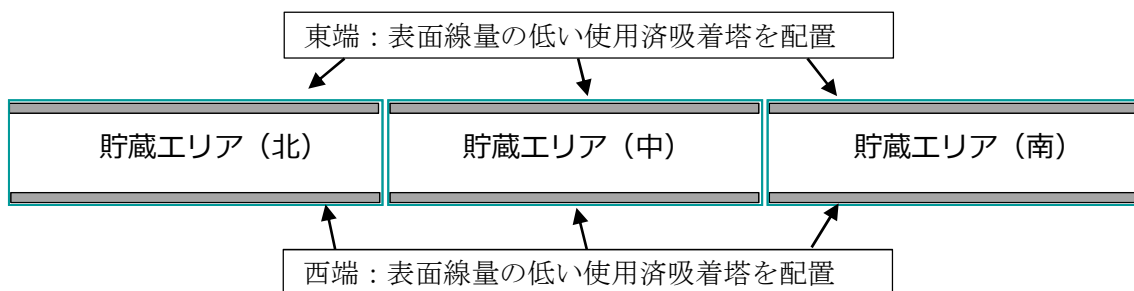 東端：表面線量の低い使用済吸着塔を配置
貯蔵エリア（北）
貯蔵エリア（中）
貯蔵エリア（南）
西端：表面線量の低い使用済吸着塔を配置